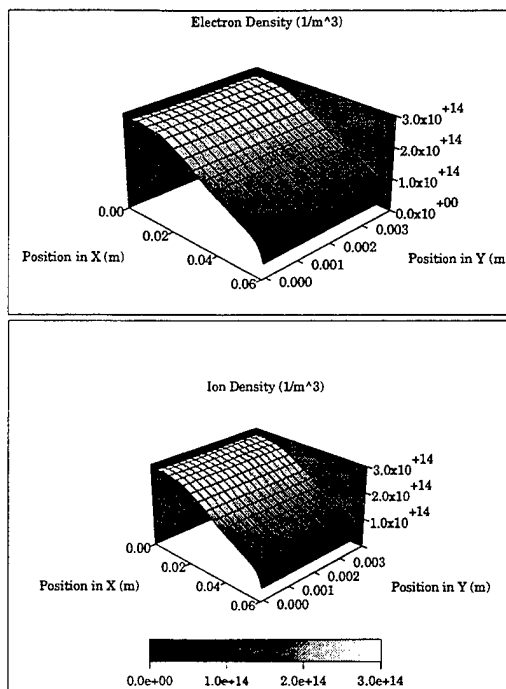 Electron Density (1/m^3)
3.0x10 +14
2.0x10 +14
1.0x10 +14
0.0x10 +00
0.00
0.02
0.04
0.06
Position in X (m)
0.000
0.001
0.002
0.003
Position in Y (m)
Ion Density (1/m^3)
3.0x10 +14
2.0x10 +14
1.0x10 +14
0.00
0.02
0.04
0.06
Position in X (m)
0.000
0.001
0.002
0.003
Position in Y (m)
0.0e+00 1.0e+14 2.0e+14 3.0e+14